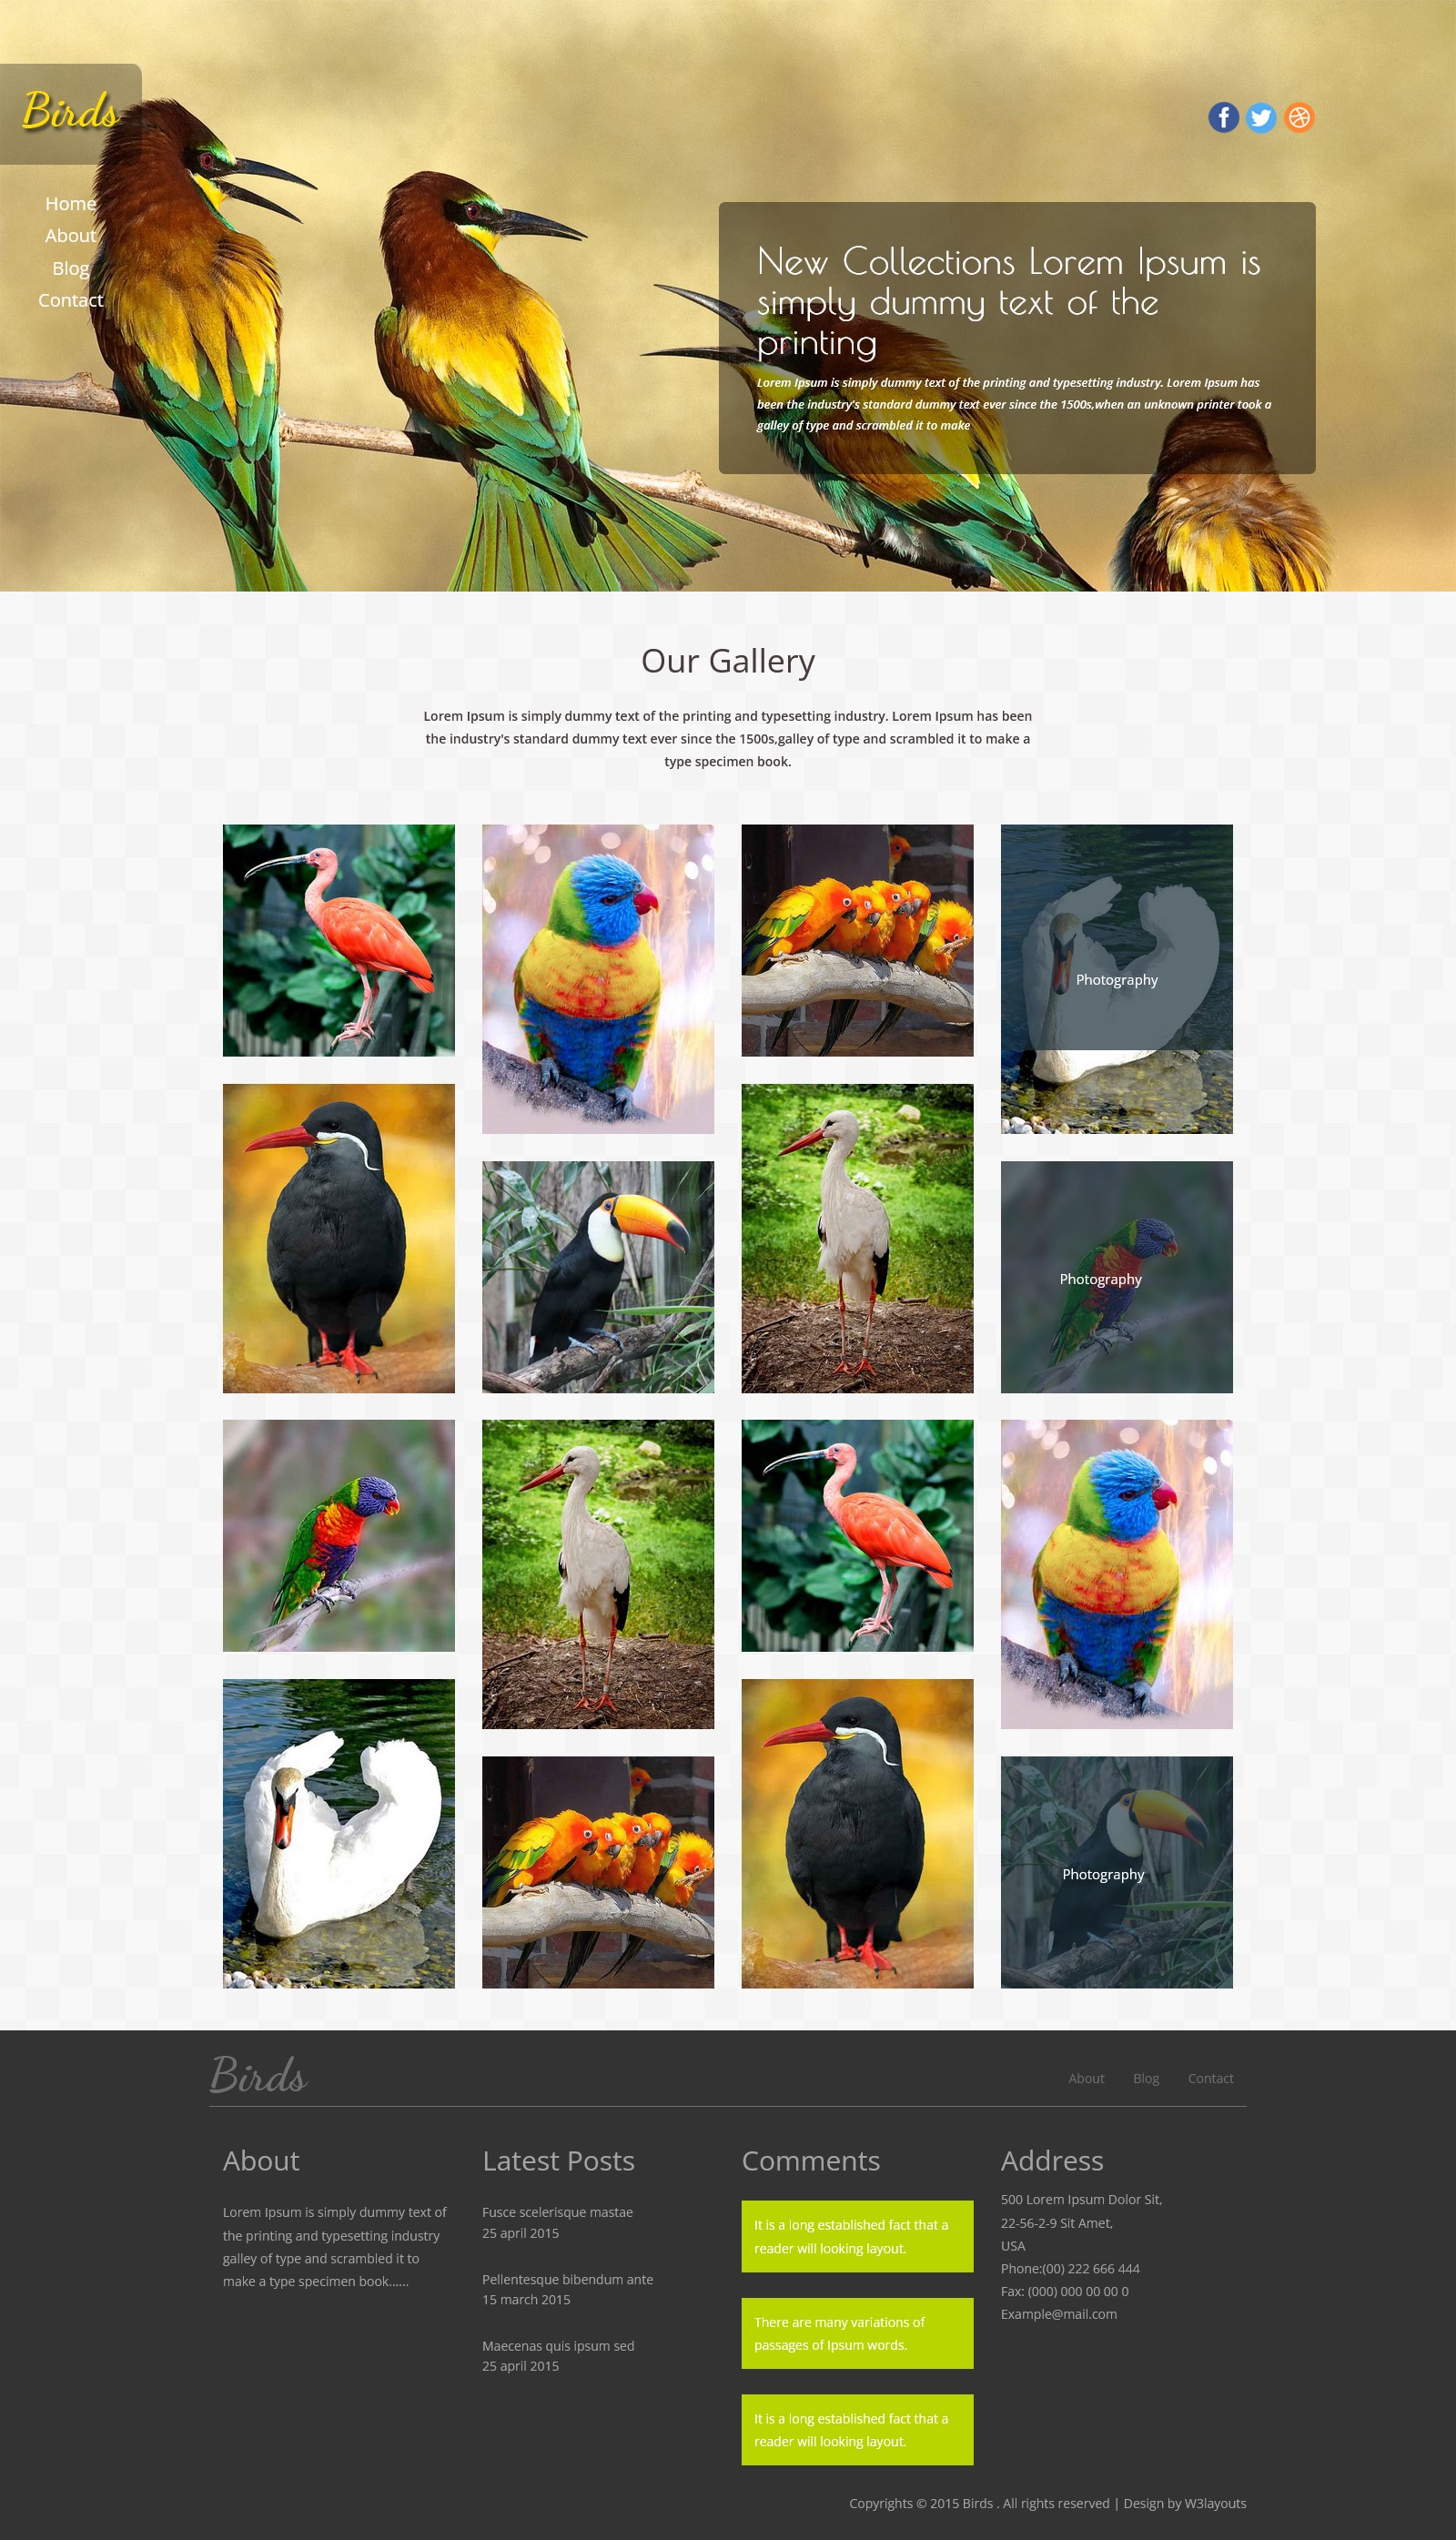 Birds
Home
About
Blog
Contact
New Collections Lorem Ipsum is
simply dummy text of the
printing
Lorem Ipsum is simply dummy text of the printing and typesetting industry. Lorem Ipsum has
been the industry's standard dummy text ever since the 1500s,when an unknown printer took a
galley of type and scrambled it to make
Our Gallery
Lorem Ipsum is simply dummy text of the printing and typesetting industry. Lorem Ipsum has been
the industry's standard dummy text ever since the 1500s,galley of type and scrambled it to make a
type specimen book.
Photography
Photography
Photography
Birds
About
Blog
Contact
About
Lorem Ipsum is simply dummy text of
the printing and typesetting industry
galley of type and scrambled it to
make a type specimen book......
Latest Posts
Fusce scelerisque mastae
25 april 2015
Pellentesque bibendum ante
15 march 2015
Maecenas quis ipsum sed
25 april 2015
Comments
It is a long established fact that a
reader will looking layout.
There are many variations of
passages of Ipsum words.
It is a long established fact that a
reader will looking layout.
Address
500 Lorem Ipsum Dolor Sit,
22-56-2-9 Sit Amet,
USA
Phone:(00) 222 666 444
Fax: (000) 000 00 00 0
Example@mail.com
Copyrights © 2015 Birds . All rights reserved | Design by W3layouts